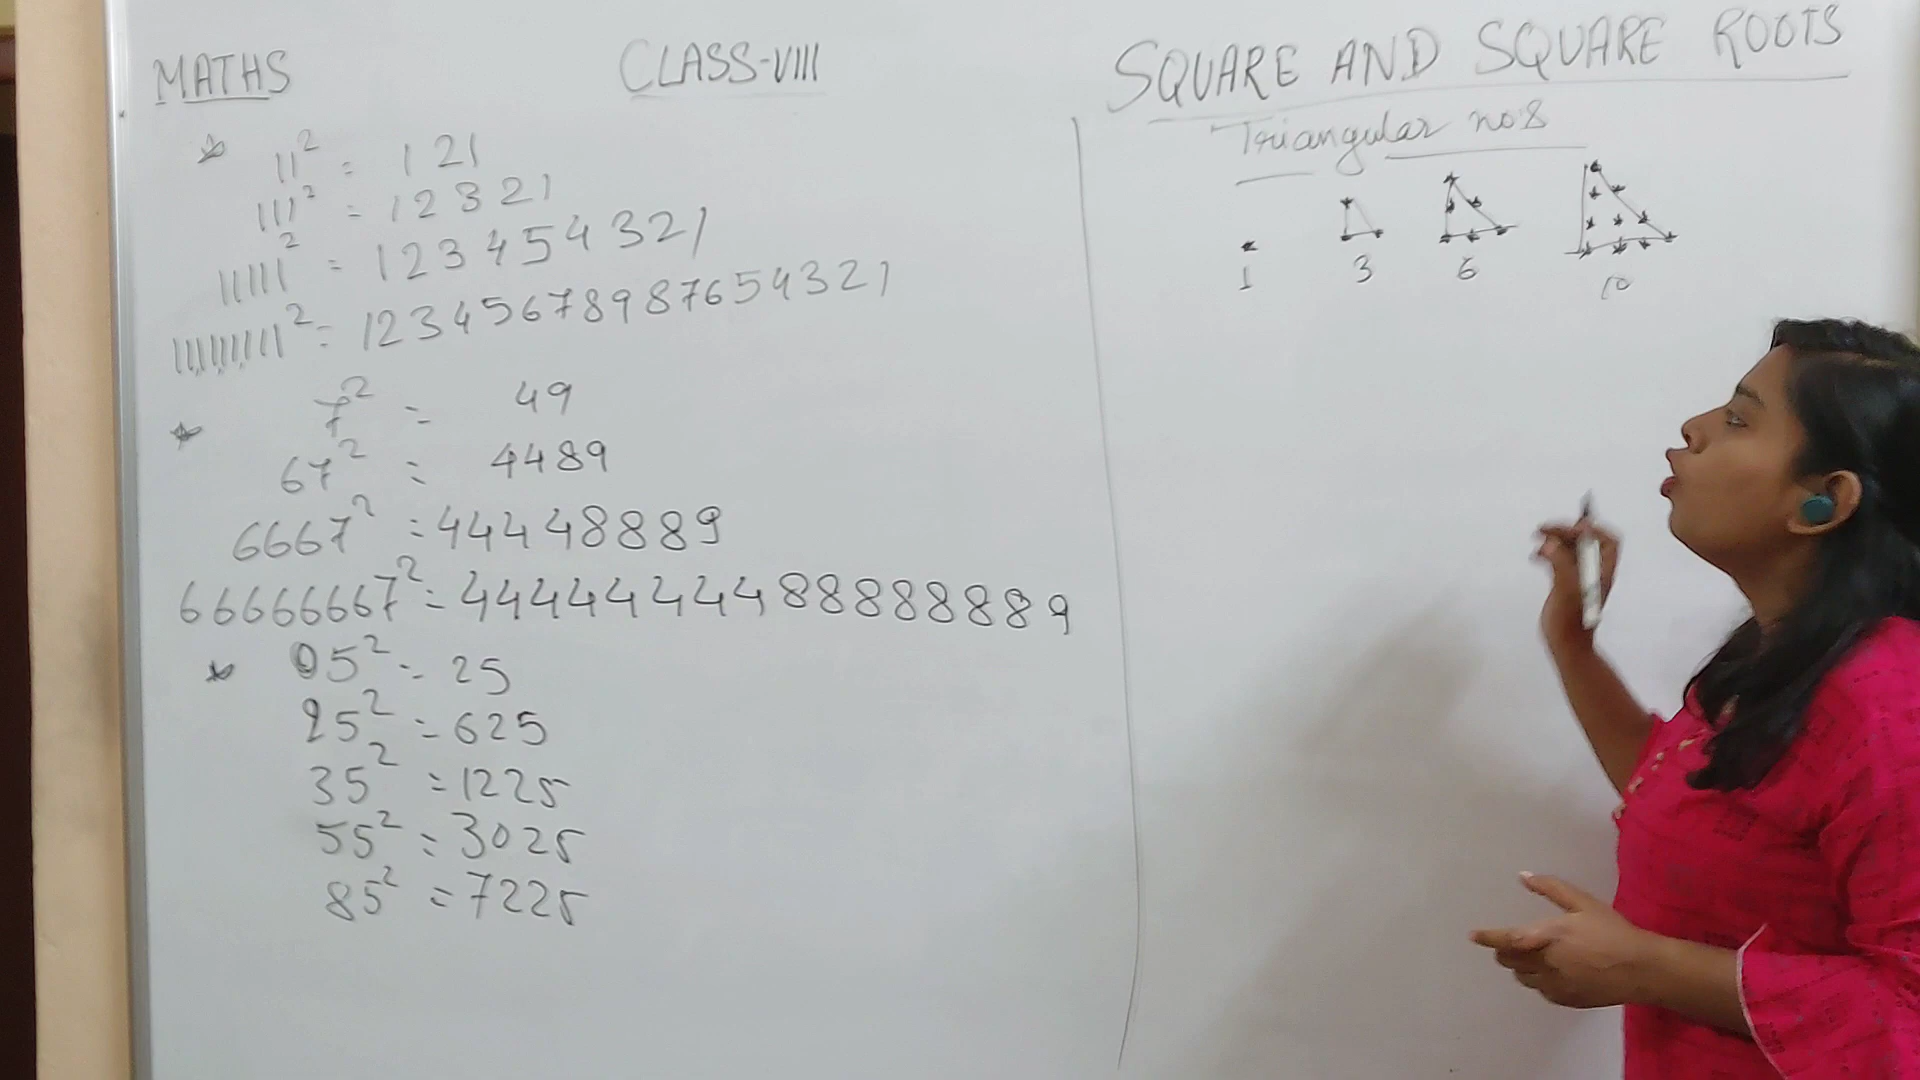 MATHS
CLASS-VIII
SQUARE AND SQUARE ROOTS
11² = 121
111² = 12321
11111² = 123454321
111111111² = 12345678987654321
7² = 49
67² = 4489
6667² = 44448889
66666667² = 4444444488888889
05² = 25
25² = 625
35² = 1225
55² = 3025
85² = 7225
Triangular no.s
1 3 6 10